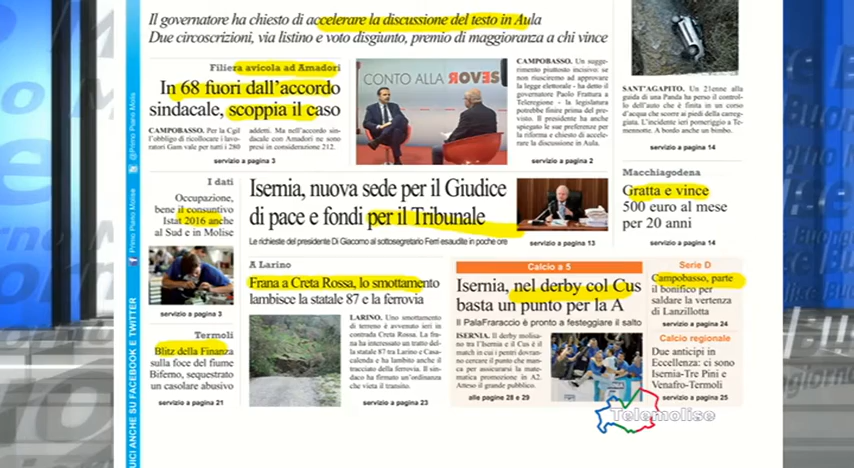 Il governatore ha chiesto di accelerare la discussione del testo in Aula
Due circoscrizioni, via listino e voto disgiunto, premio di maggioranza a chi vince
Filiera avicola ad Amadori
In 68 fuori dall'accordo
sindacale, scoppia il caso
CAMPOBASSO. Per la Cgil
l'obbligo di ricollocare i lavo-
ratori Gam vale per tutti i 280
addetti. Ma nell'accordo sin-
dacale con Amadori ne sono
presi in considerazione 212.
servizio a pagina 3
CONTO ALLA ROVES
CAMPOBASSO. Un sugge-
rimento piuttosto incisivo: se
non riusciremo ad approvare
la legge elettorale - ha detto il
governatore Paolo Frattura a
Teleregione - la legislatura
potrebbe finire prima del pre-
visto. Il presidente ha anche
spiegato le sue preferenze per
la riforma e chiesto di accele-
rare la discussione in Aula.
servizio a pagina 2
SANT'AGAPITO. Un 21enne alla
guida di una Panda ha perso il control-
lo dell'auto che è finita in un corso
d'acqua che scorre ai piedi della carreg-
giata. L'incidente ieri pomeriggio a Te-
mennotte. A bordo anche un bimbo.
servizio a pagina 14
I dati
Occupazione,
bene il consuntivo
Istat 2016 anche
al Sud e in Molise
servizio a pagina 3
Isernia, nuova sede per il Giudice
di pace e fondi per il Tribunale
Le richieste del presidente Di Giacomo al sottosegretario Ferri esaudite in poche ore
servizio a pagina 13
Macchiagodena
Gratta e vince
500 euro al mese
per 20 anni
servizio a pagina 14
Termoli
Blitz della Finanza
sulla foce del fiume
Biferno, sequestrato
un casolare abusivo
servizio a pagina 21
A Larino
Frana a Creta Rossa, lo smottamento
lambisce la statale 87 e la ferrovia
LARINO. Uno smottamento
di terreno è avvenuto ieri in
contrada Creta Rossa. La fra-
na ha interessato un tratto del-
la statale 87 tra Larino e Casa-
calenda e ha lambito anche il
tracciato della ferrovia. Il sin-
daco ha firmato un'ordinanza
che vieta il transito.
servizio a pagina 23
Calcio a 5
Isernia, nel derby col Cus
basta un punto per la A
Il PalaFraraccio è pronto a festeggiare il salto
ISERNIA. Il derby molisa-
no tra l'Isernia e il Cus è il
match in cui i pentri dovran-
no cercare il punto che man-
ca per assicurarsi la mate-
matica promozione in A2.
Atteso il grande pubblico.
alle pagine 28 e 29
Serie D
Campobasso, parte
il bonifico per
saldare la vertenza
di Lanzillotta
servizio a pagina 24
Calcio regionale
Due anticipi in
Eccellenza: ci sono
Isernia-Tre Pini e
Venafro-Termoli
servizio a pagina 25
UICI ANCHE SU FACEBOOK E TWITTER
Primo Piano Molise
@Primo Piano Molis
Telemolise